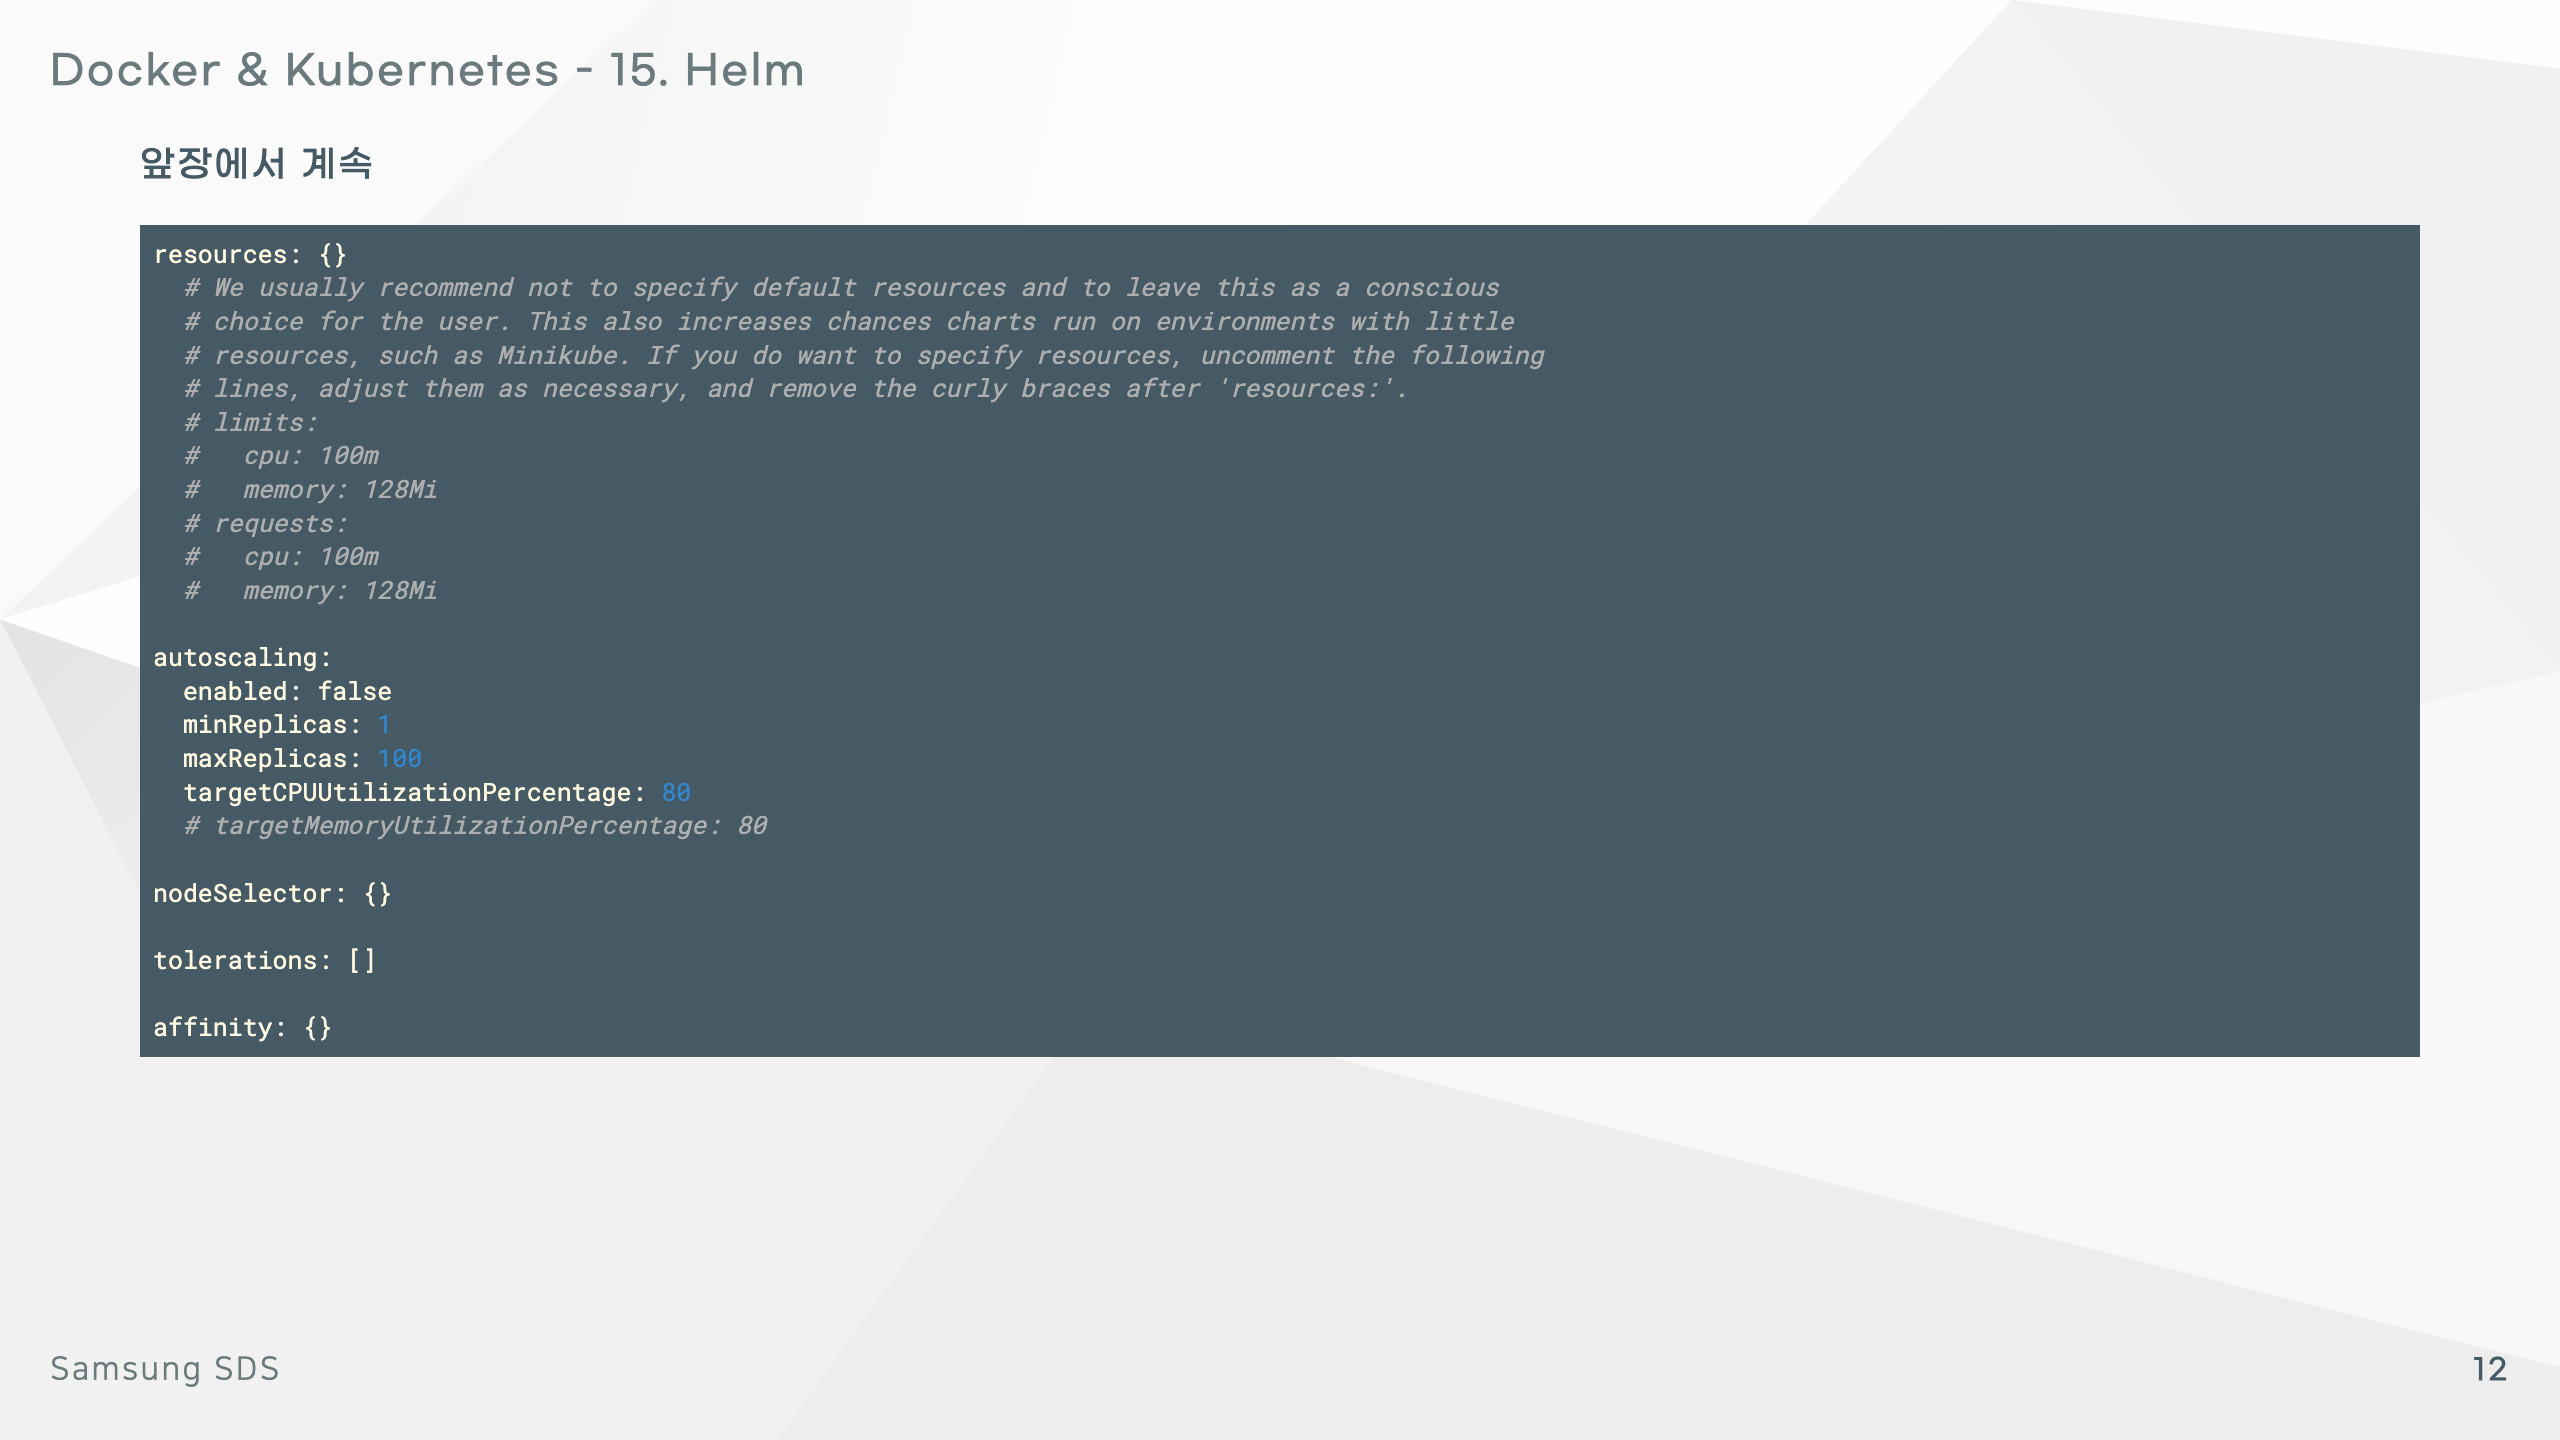 Docker & Kubernetes - 15. Helm
앞장에서 계속
resources: {}
  # We usually recommend not to specify default resources and to leave this as a conscious
  # choice for the user. This also increases chances charts run on environments with little
  # resources, such as Minikube. If you do want to specify resources, uncomment the following
  # lines, adjust them as necessary, and remove the curly braces after 'resources:'.
  # limits:
  #   cpu: 100m
  #   memory: 128Mi
  # requests:
  #   cpu: 100m
  #   memory: 128Mi

autoscaling:
  enabled: false
  minReplicas: 1
  maxReplicas: 100
  targetCPUUtilizationPercentage: 80
  # targetMemoryUtilizationPercentage: 80

nodeSelector: {}

tolerations: []

affinity: {}
Samsung SDS
12